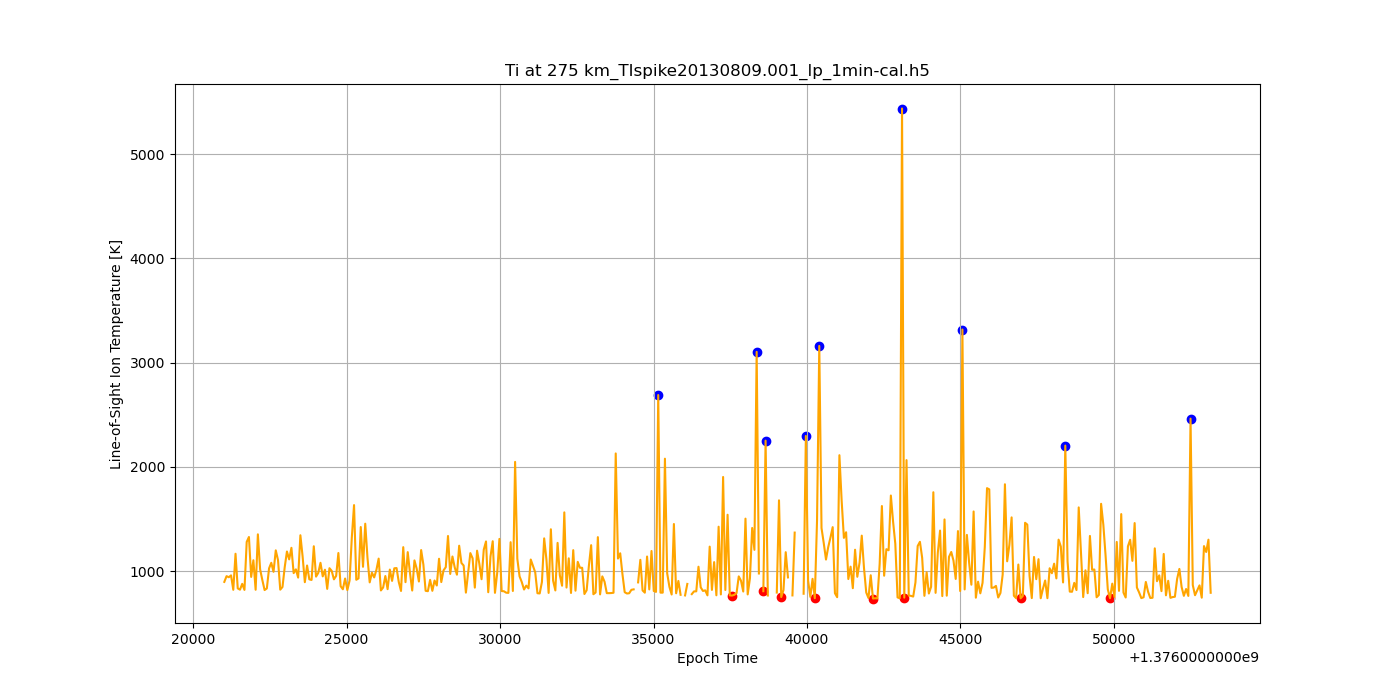 Ti at 275 km_TIspike20130809.001_lp_1min-cal.h5
Line-of-Sight Ion Temperature [K]
5000
4000
3000
2000
1000
20000 25000 30000 35000 40000 45000 50000
+1.3760000000e9
Epoch Time